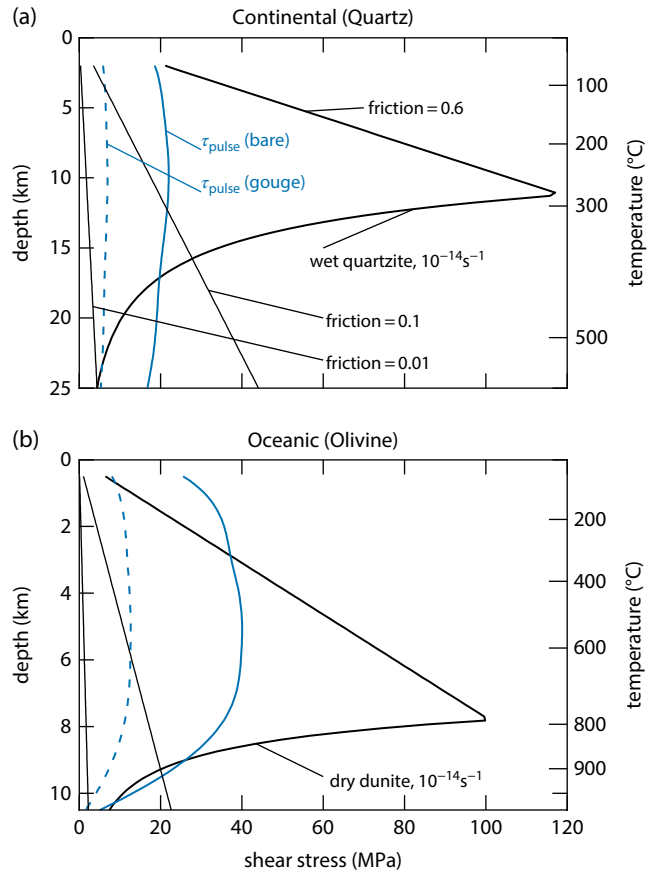 (a)
Continental (Quartz)
0
5
10
15
20
25
depth (km)
100
200
300
500
temperature (°C)
friction = 0.6
τpulse (bare)
τpulse (gouge)
wet quartzite, 10⁻¹⁴s⁻¹
friction = 0.1
friction = 0.01
(b)
Oceanic (Olivine)
0
2
4
6
8
10
depth (km)
200
400
600
800
900
temperature (°C)
dry dunite, 10⁻¹⁴s⁻¹
0
20
40
60
80
100
120
shear stress (MPa)